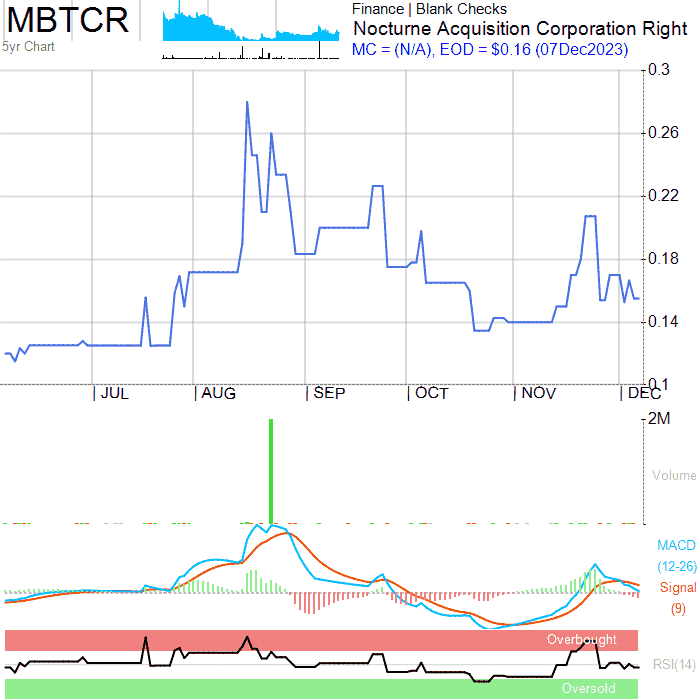 MBTCR
5yr Chart
Finance | Blank Checks
Nocturne Acquisition Corporation Right
MC = (N/A), EOD = $0.16 (07Dec2023)
0.3
0.26
0.22
0.18
0.14
0.1
JUL
AUG
SEP
OCT
NOV
DEC
2M
Volume
MACD
(12-26)
Signal
(9)
Overbought
RSI(14)
Oversold